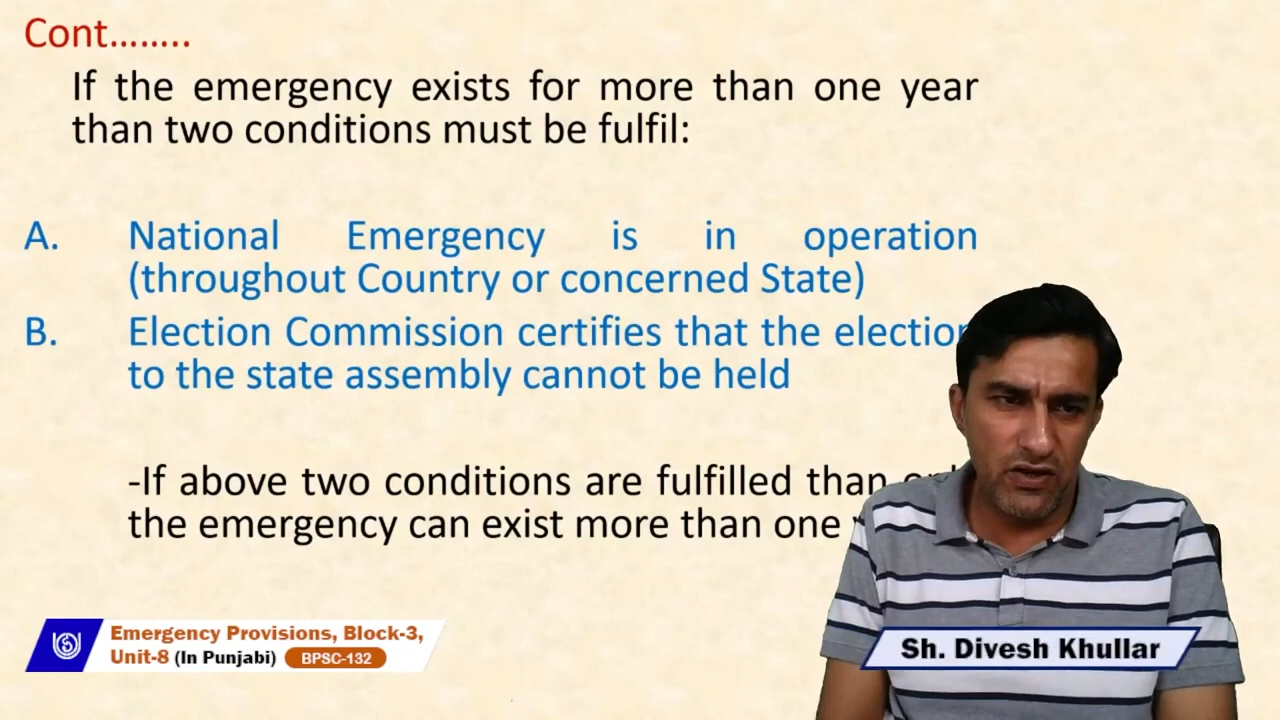 Cont........
If the emergency exists for more than one year
than two conditions must be fulfil:
A. National Emergency is in operation
(throughout Country or concerned State)
B. Election Commission certifies that the election
to the state assembly cannot be held
-If above two conditions are fulfilled than
the emergency can exist more than one
Emergency Provisions, Block-3,
Unit-8 (In Punjabi) BPSC-132
Sh. Divesh Khullar